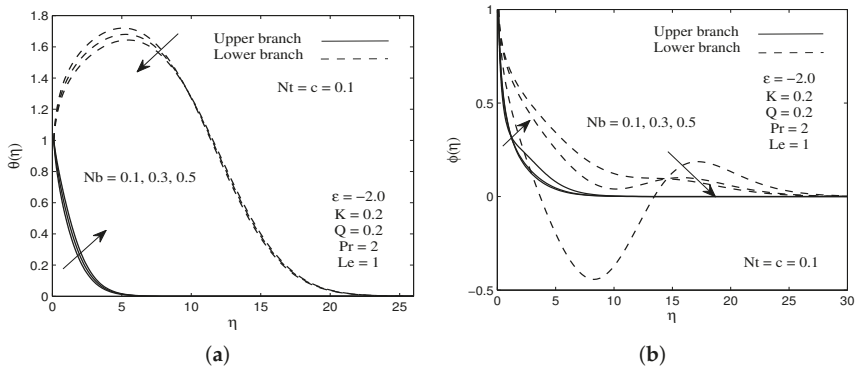 1.8
1.6
1.4
1.2
1
0.8
0.6
0.4
0.2
0
θ(η)
Upper branch
Lower branch
Nt = c = 0.1
Nb = 0.1, 0.3, 0.5
ε = −2.0
K = 0.2
Q = 0.2
Pr = 2
Le = 1
0 5 10 15 20 25
η
(a)
1
0.5
0
−0.5
ϕ(η)
Upper branch
Lower branch
ε = −2.0
K = 0.2
Q = 0.2
Pr = 2
Le = 1
Nb = 0.1, 0.3, 0.5
Nt = c = 0.1
0 5 10 15 20 25 30
η
(b)